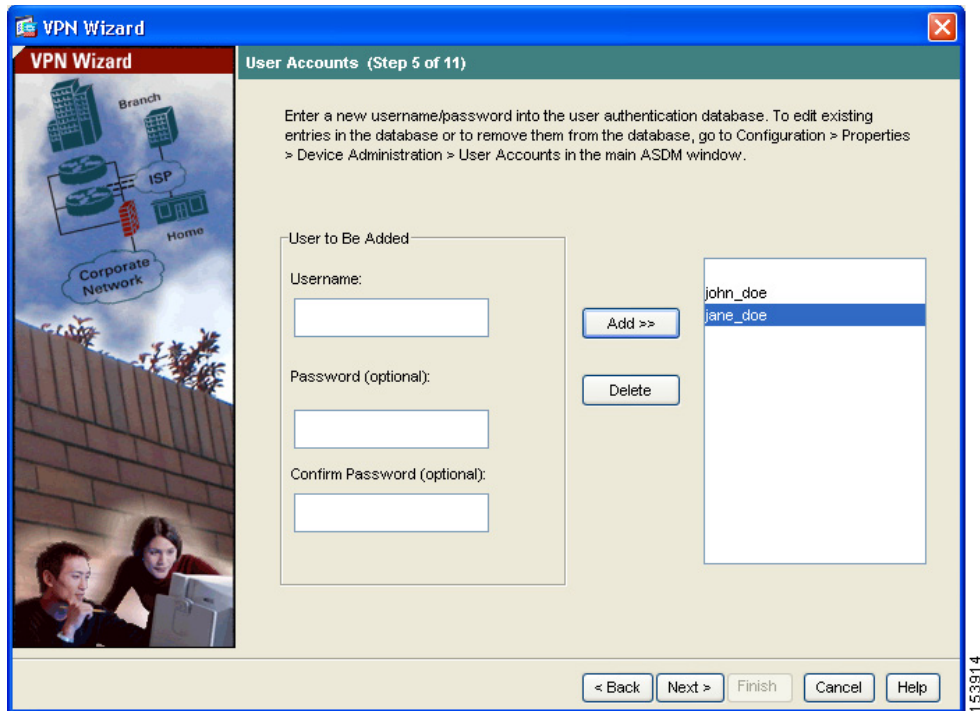 VPN Wizard
VPN Wizard
User Accounts (Step 5 of 11)
Branch
ISP
Home
Corporate
Network
Enter a new username/password into the user authentication database. To edit existing
entries in the database or to remove them from the database, go to Configuration > Properties
> Device Administration > User Accounts in the main ASDM window.
User to Be Added
Username:
Password (optional):
Confirm Password (optional):
Add >>
Delete
john_doe
jane_doe
< Back
Next >
Finish
Cancel
Help
153914